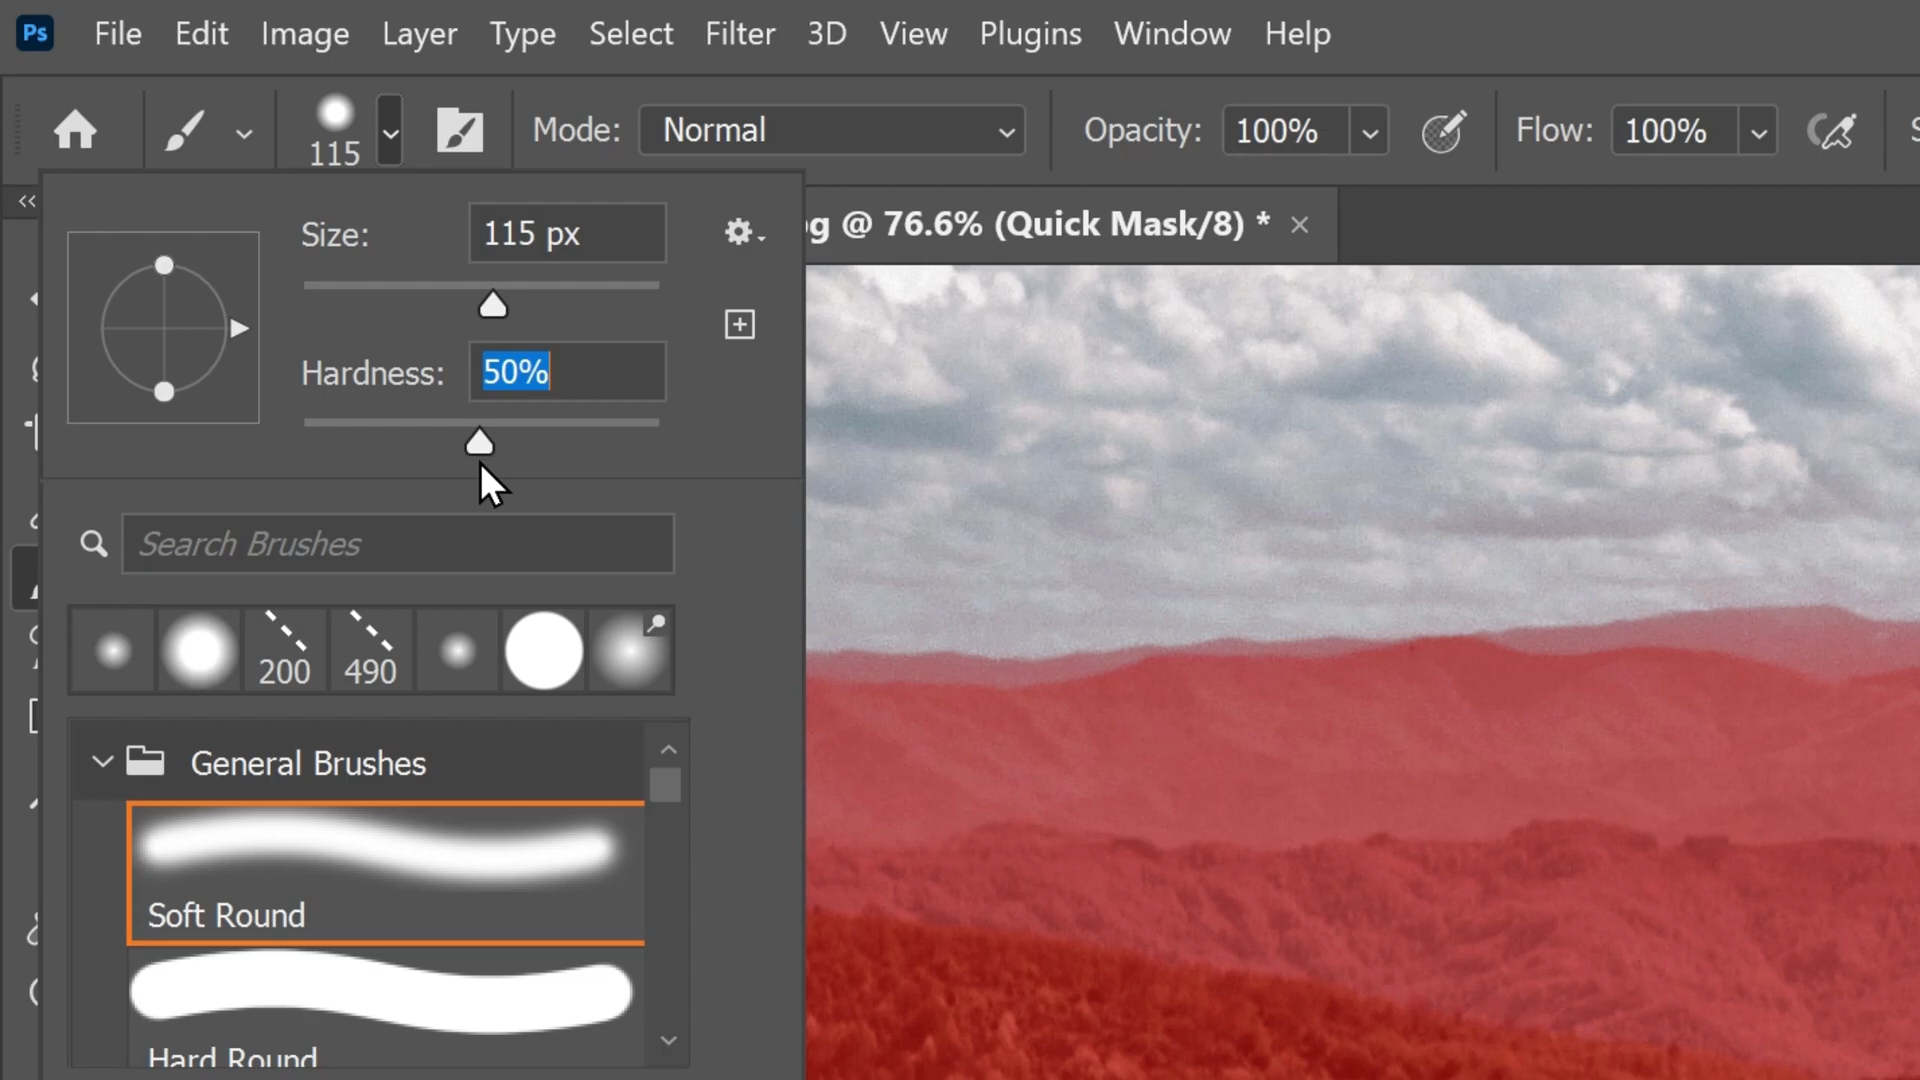 Ps File Edit Image Layer Type Select Filter 3D View Plugins Window Help
115 Mode: Normal Opacity: 100% Flow: 100%
og @ 76.6% (Quick Mask/8) * ×
Size: 115 px
Hardness: 50%
Search Brushes
200 490
General Brushes
Soft Round
Hard Round